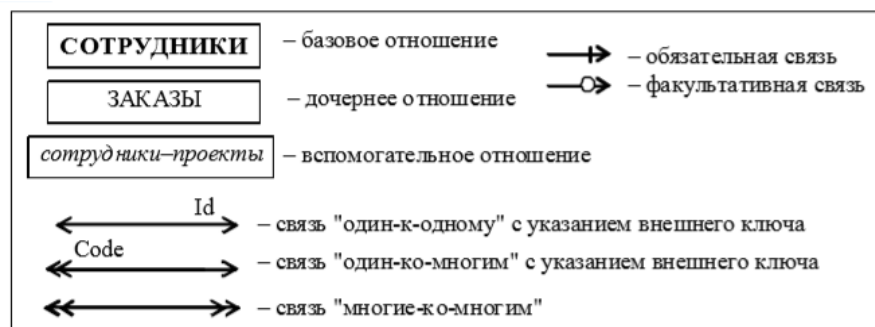 СОТРУДНИКИ – базовое отношение
– обязательная связь
– факультативная связь
ЗАКАЗЫ – дочернее отношение
сотрудники–проекты – вспомогательное отношение
Id
– связь "один-к-одному" с указанием внешнего ключа
Code
– связь "один-ко-многим" с указанием внешнего ключа
– связь "многие-ко-многим"